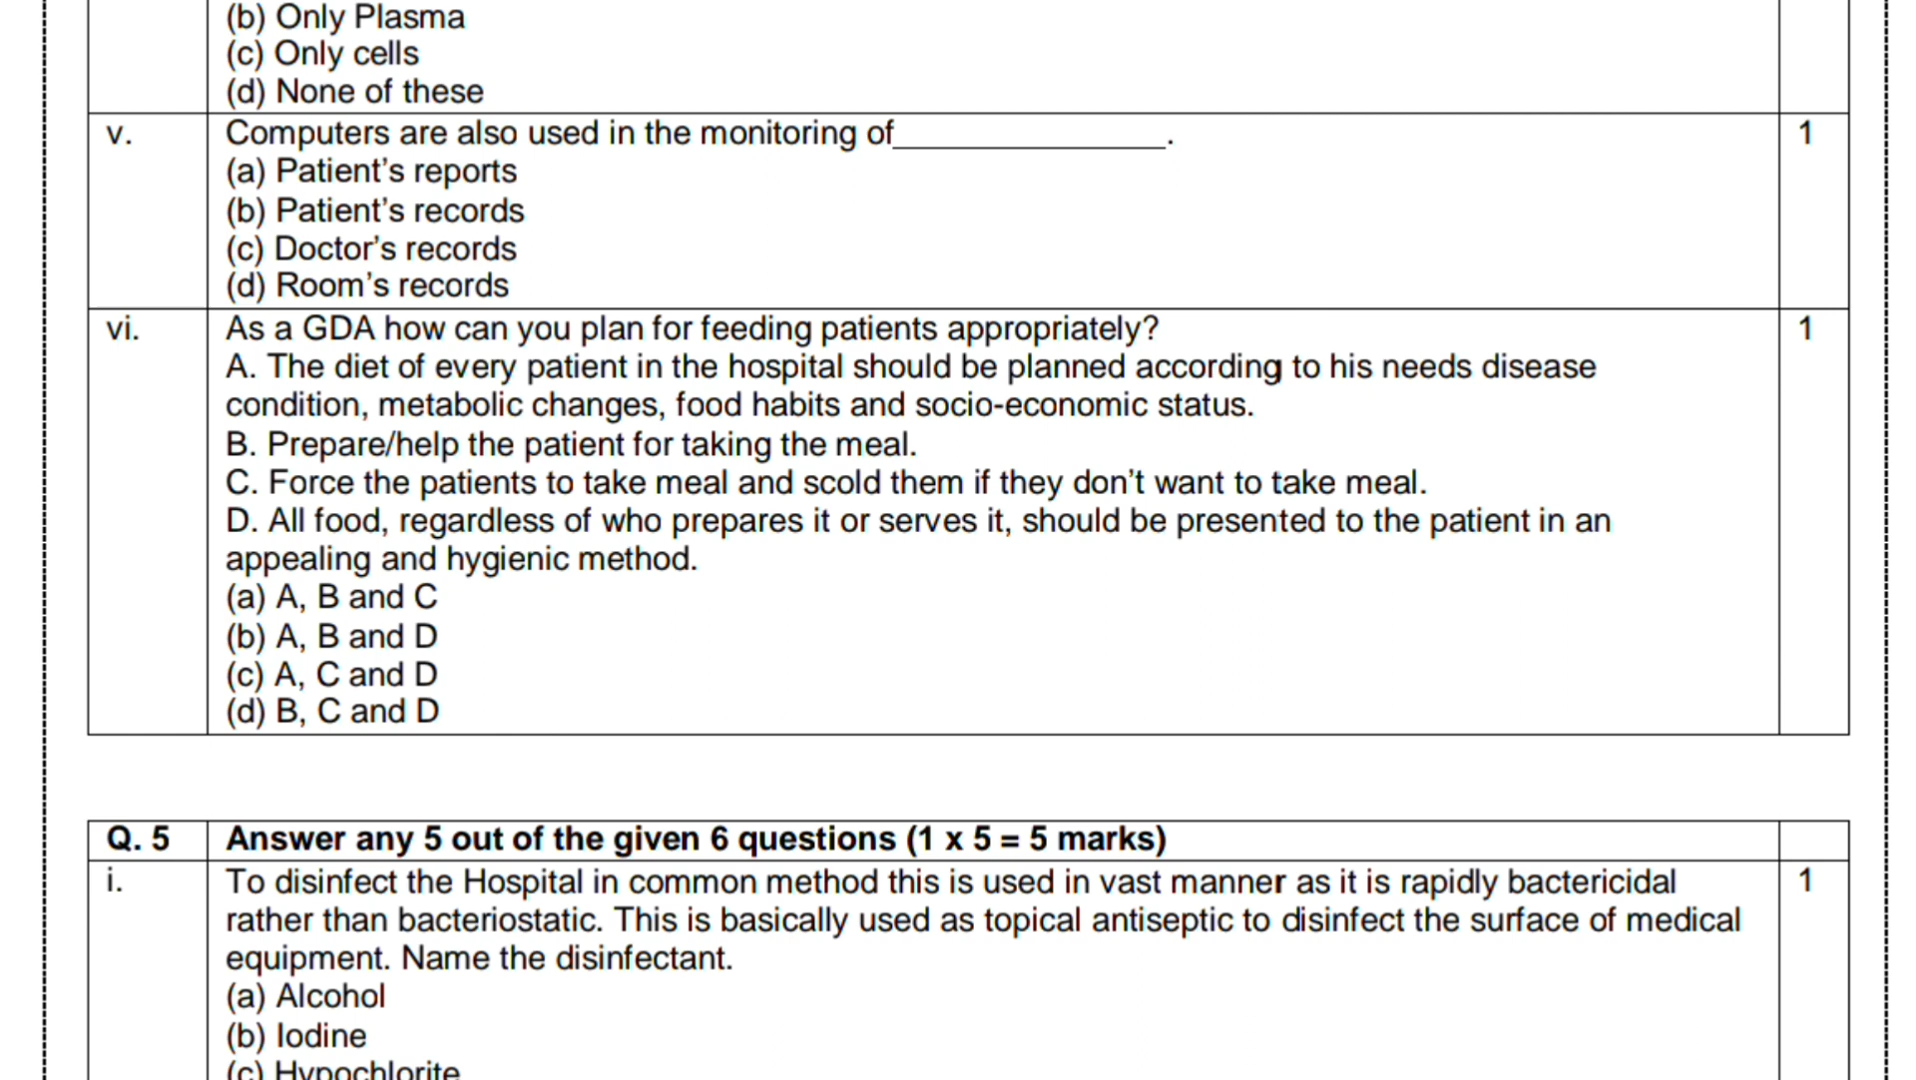 (b) Only Plasma
(c) Only cells
(d) None of these
v. Computers are also used in the monitoring of_______________. 1
(a) Patient’s reports
(b) Patient’s records
(c) Doctor’s records
(d) Room’s records
vi. As a GDA how can you plan for feeding patients appropriately? 1
A. The diet of every patient in the hospital should be planned according to his needs disease
condition, metabolic changes, food habits and socio-economic status.
B. Prepare/help the patient for taking the meal.
C. Force the patients to take meal and scold them if they don’t want to take meal.
D. All food, regardless of who prepares it or serves it, should be presented to the patient in an
appealing and hygienic method.
(a) A, B and C
(b) A, B and D
(c) A, C and D
(d) B, C and D
Q. 5 Answer any 5 out of the given 6 questions (1 x 5 = 5 marks)
i. To disinfect the Hospital in common method this is used in vast manner as it is rapidly bactericidal 1
rather than bacteriostatic. This is basically used as topical antiseptic to disinfect the surface of medical
equipment. Name the disinfectant.
(a) Alcohol
(b) Iodine
(c) Hypochlorite